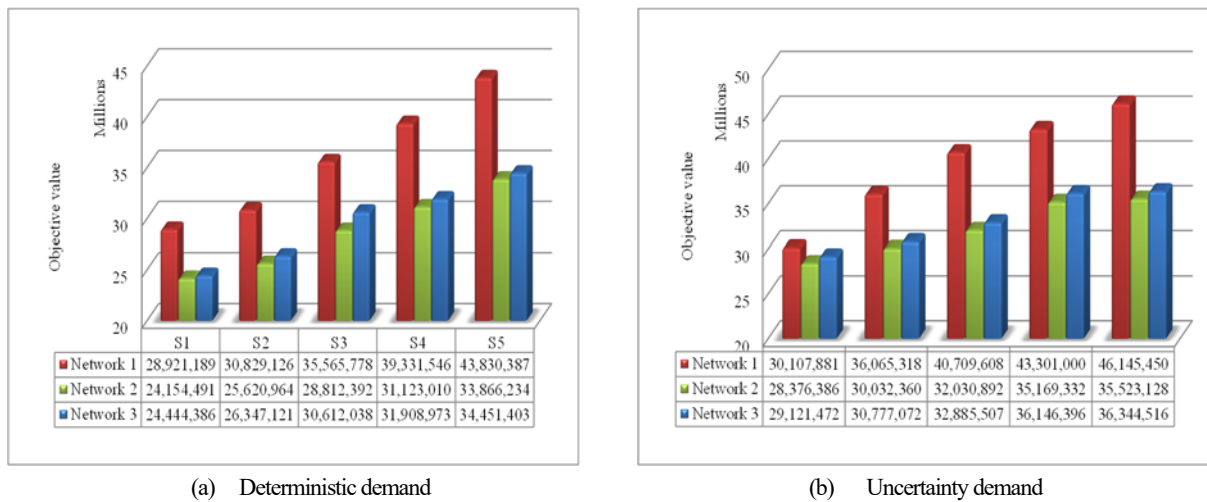 45
40
35
30
25
20
Millions
Objective value
S1 S2 S3 S4 S5
Network 1 28,921,189 30,829,126 35,565,778 39,331,546 43,830,387
Network 2 24,154,491 25,620,964 28,812,392 31,123,010 33,866,234
Network 3 24,444,386 26,347,121 30,612,038 31,908,973 34,451,403
(a) Deterministic demand
50
45
40
35
30
25
20
Millions
Objective value
Network 1 30,107,881 36,065,318 40,709,608 43,301,000 46,145,450
Network 2 28,376,386 30,032,360 32,030,892 35,169,332 35,523,128
Network 3 29,121,472 30,777,072 32,885,507 36,146,396 36,344,516
(b) Uncertainty demand